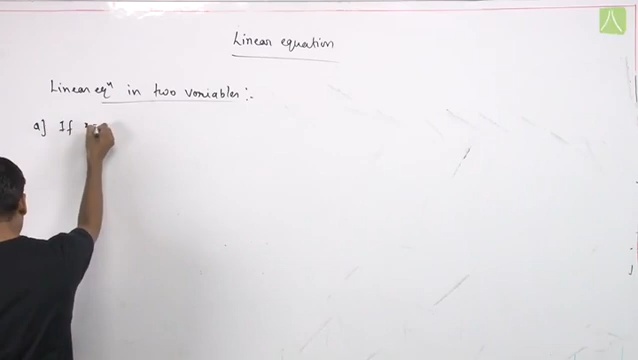 Linear equation
Linear eqⁿ in two variables :-
a] If x